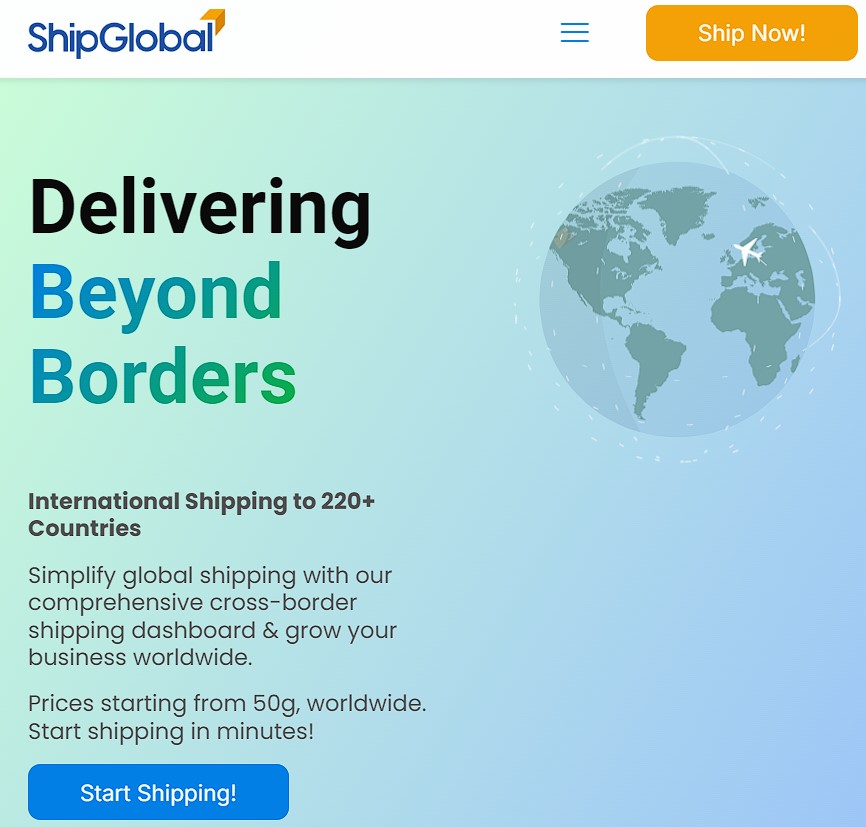 ShipGlobal
Ship Now!
Delivering
Beyond
Borders
International Shipping to 220+
Countries
Simplify global shipping with our
comprehensive cross-border
shipping dashboard & grow your
business worldwide.
Prices starting from 50g, worldwide.
Start shipping in minutes!
Start Shipping!